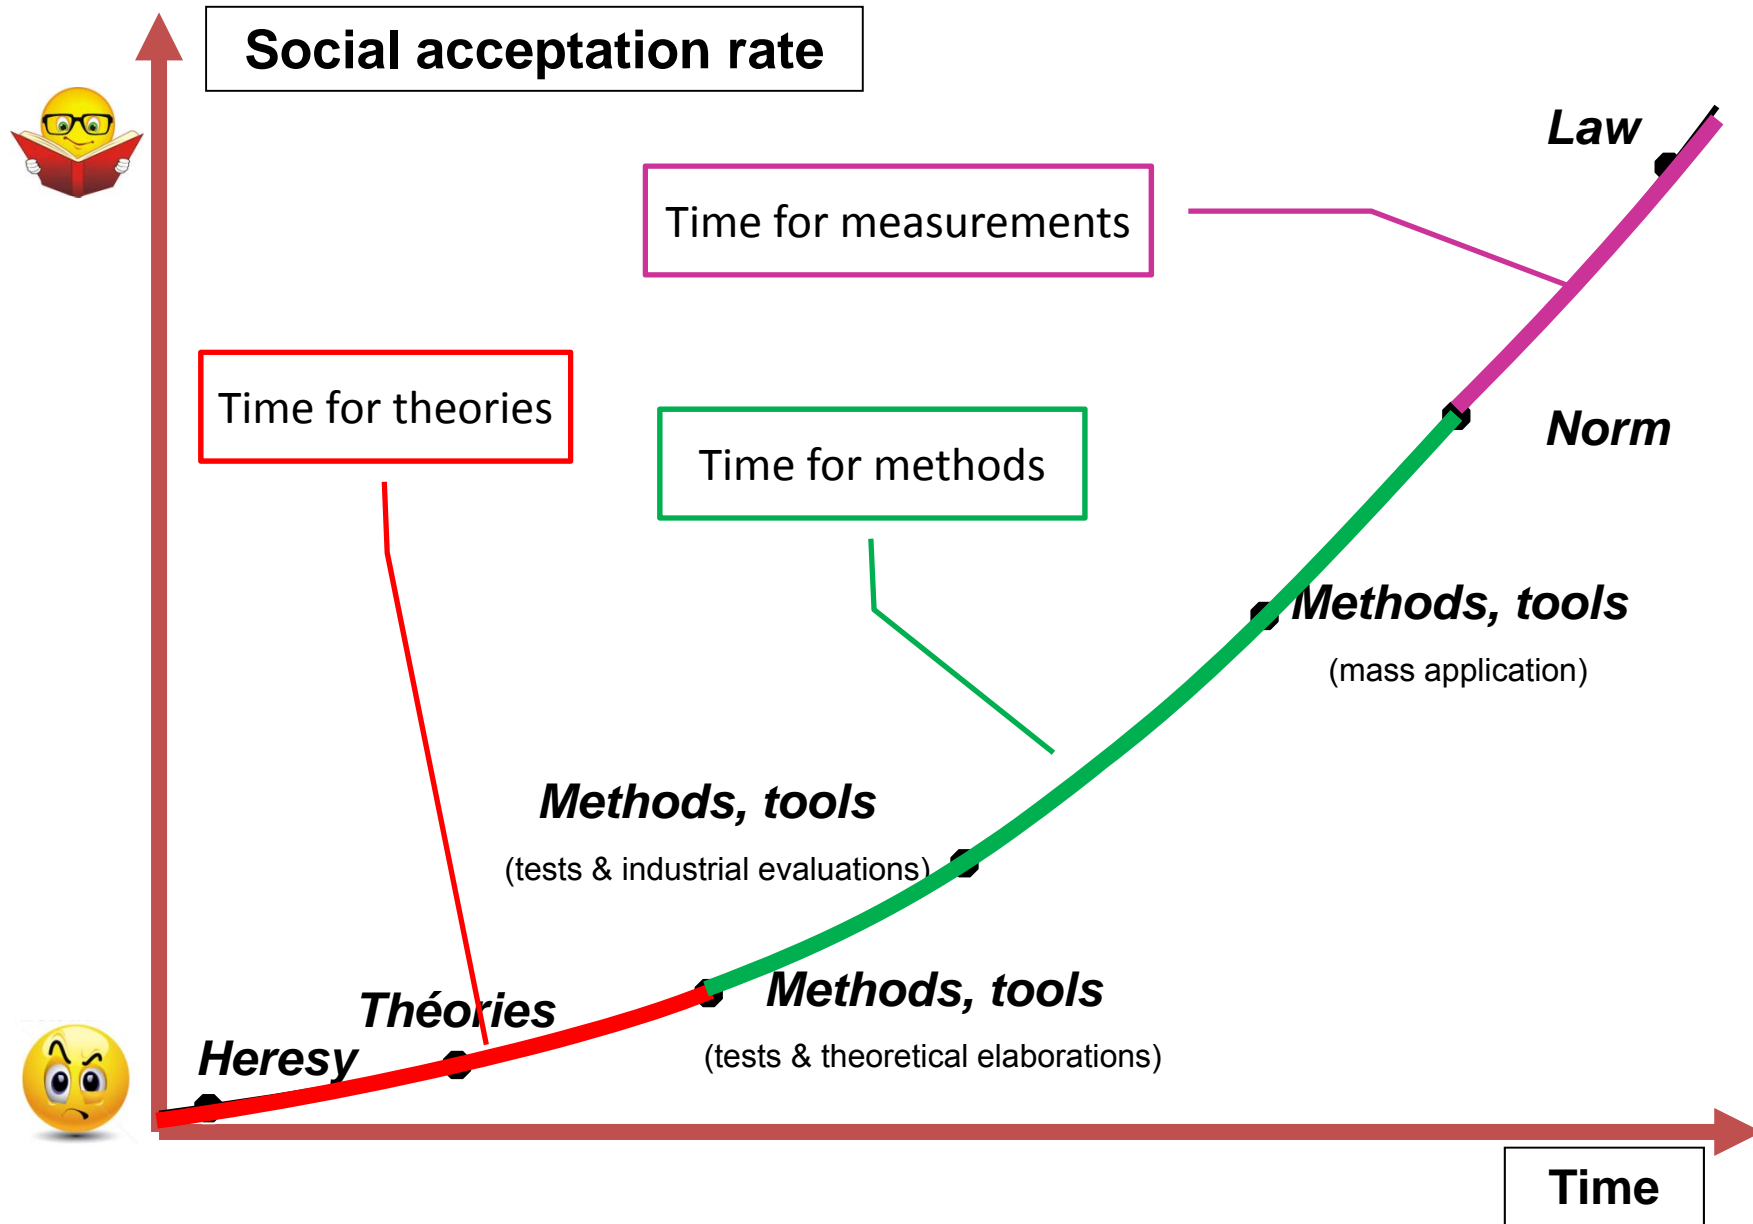 Social acceptation rate
Law
Time for measurements
Time for theories
Norm
Time for methods
Methods, tools
(mass application)
Methods, tools
(tests & industrial evaluations)
Théories
Methods, tools
Heresy
(tests & theoretical elaborations)
Time